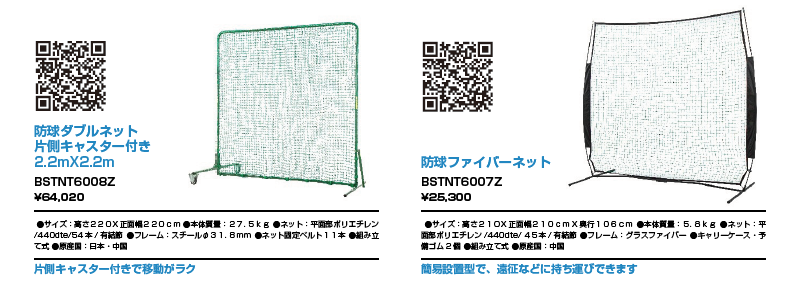 防球ダブルネット
片側キャスター付き
2.2mX2.2m
BSTNT6008Z
¥64,020
●サイズ：高さ２２０Ｘ正面幅２２０ｃｍ ●本体質量：２７.５ｋｇ ●ネット：平面部ポリエチレン
/440dte/54本/有結節 ●フレーム：スチールφ３１.８mm ●ネット固定ベルト１１本 ●組み立
て式 ●原産国：日本・中国
片側キャスター付きで移動がラク
防球ファイバーネット
BSTNT6007Z
¥25,300
●サイズ：高さ２１０Ｘ正面幅２１０ｃｍＸ奥行１０６ｃｍ ●本体質量：５.８ｋｇ ●ネット：平
面部ポリエチレン/440dte/ ４５本/有結節 ●フレーム：グラスファイバー ●キャリーケース・予
備ゴム２個 ●組み立て式 ●原産国：中国
簡易設置型で、遠征などに持ち運びできます